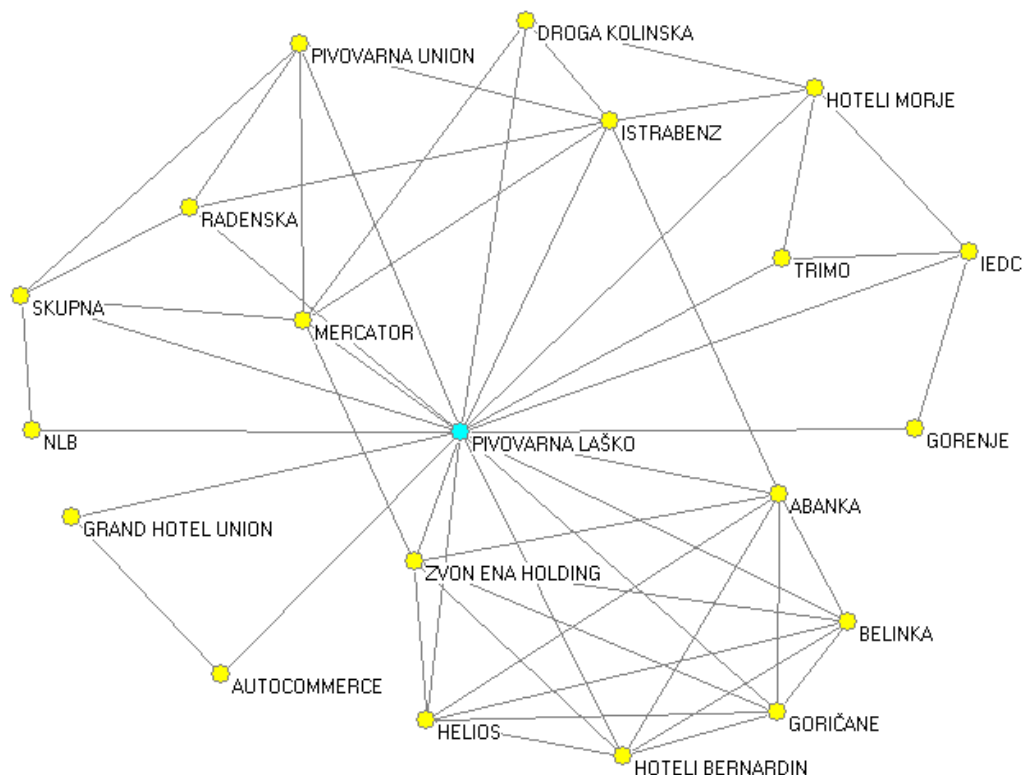 DROGA KOLINSKA
PIVOVARNA UNION
HOTELI MORJE
ISTRABENZ
RADENSKA
IEDC
TRIMO
SKUPNA
MERCATOR
NLB
PIVOVARNA LAŠKO
GORENJE
ABANKA
GRAND HOTEL UNION
ZVON ENA HOLDING
BELINKA
AUTOCOMMERCE
GORIČANE
HELIOS
HOTELI BERNARDIN